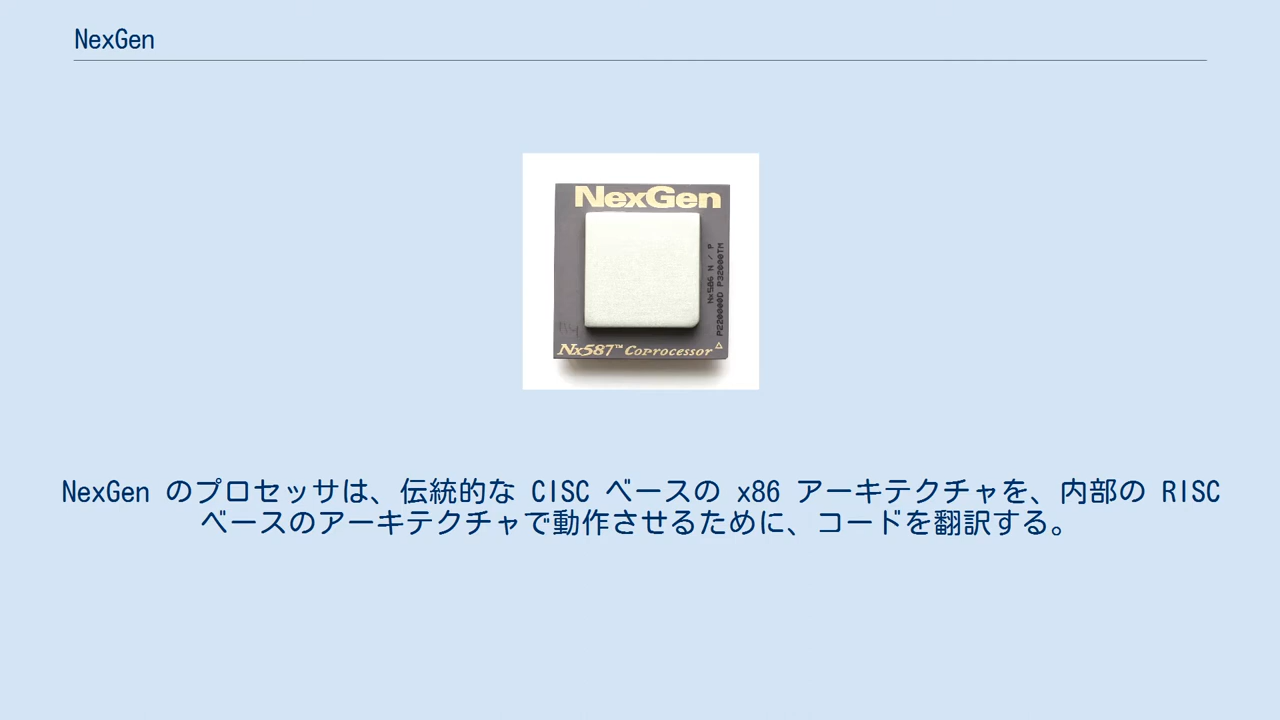 NexGen
NexGen
Nx586 N / P
P220000D P32000TM
Nx587™ Coprocessor
NexGen のプロセッサは、伝統的な CISC ベースの x86 アーキテクチャを、内部の RISC
ベースのアーキテクチャで動作させるために、コードを翻訳する。